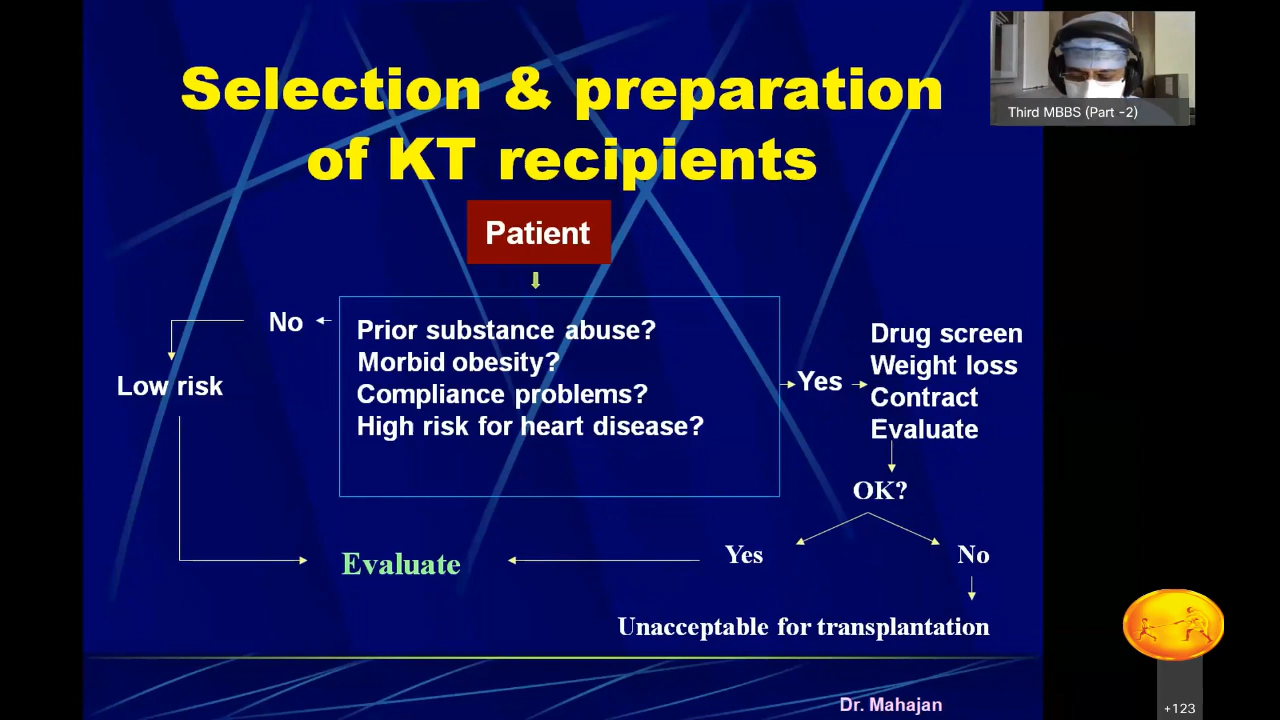 Selection & preparation
of KT recipients
Third MBBS (Part -2)
Patient
No
Prior substance abuse?
Morbid obesity?
Compliance problems?
High risk for heart disease?
Yes
Drug screen
Weight loss
Contract
Evaluate
Low risk
OK?
Yes
No
Evaluate
Unacceptable for transplantation
Dr. Mahajan
+123